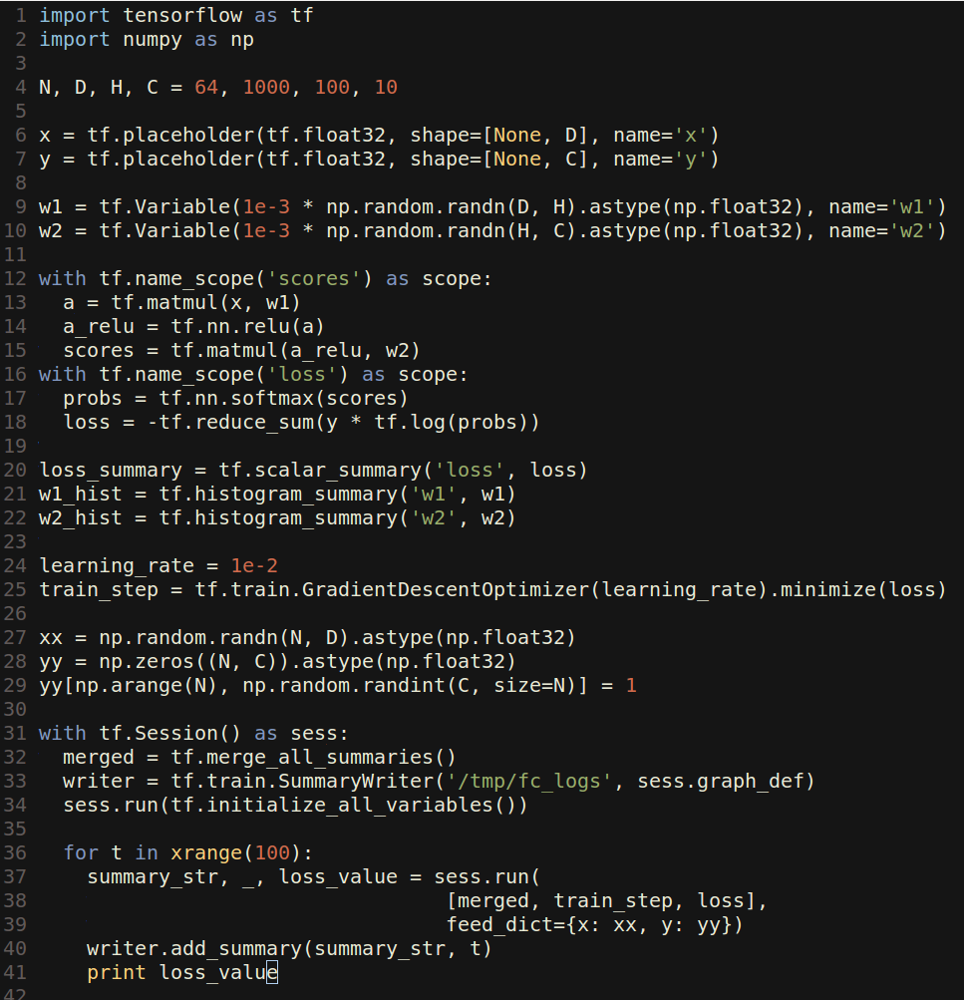 1 import tensorflow as tf
2 import numpy as np
3
4 N, D, H, C = 64, 1000, 100, 10
5
6 x = tf.placeholder(tf.float32, shape=[None, D], name='x')
7 y = tf.placeholder(tf.float32, shape=[None, C], name='y')
8
9 w1 = tf.Variable(1e-3 * np.random.randn(D, H).astype(np.float32), name='w1')
10 w2 = tf.Variable(1e-3 * np.random.randn(H, C).astype(np.float32), name='w2')
11
12 with tf.name_scope('scores') as scope:
13   a = tf.matmul(x, w1)
14   a_relu = tf.nn.relu(a)
15   scores = tf.matmul(a_relu, w2)
16 with tf.name_scope('loss') as scope:
17   probs = tf.nn.softmax(scores)
18   loss = -tf.reduce_sum(y * tf.log(probs))
19
20 loss_summary = tf.scalar_summary('loss', loss)
21 w1_hist = tf.histogram_summary('w1', w1)
22 w2_hist = tf.histogram_summary('w2', w2)
23
24 learning_rate = 1e-2
25 train_step = tf.train.GradientDescentOptimizer(learning_rate).minimize(loss)
26
27 xx = np.random.randn(N, D).astype(np.float32)
28 yy = np.zeros((N, C)).astype(np.float32)
29 yy[np.arange(N), np.random.randint(C, size=N)] = 1
30
31 with tf.Session() as sess:
32   merged = tf.merge_all_summaries()
33   writer = tf.train.SummaryWriter('/tmp/fc_logs', sess.graph_def)
34   sess.run(tf.initialize_all_variables())
35
36   for t in xrange(100):
37     summary_str, _, loss_value = sess.run(
38                                   [merged, train_step, loss],
39                                   feed_dict={x: xx, y: yy})
40     writer.add_summary(summary_str, t)
41     print loss_value
42